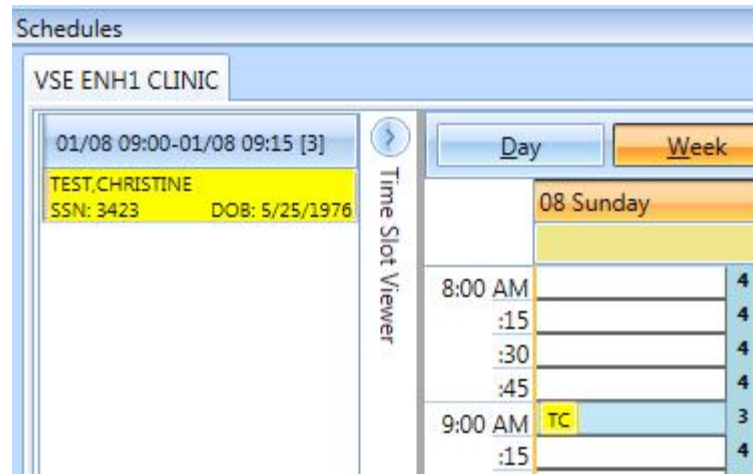 Schedules
VSE ENH1 CLINIC
01/08 09:00-01/08 09:15 [3]
TEST,CHRISTINE
SSN: 3423 DOB: 5/25/1976
Time Slot Viewer
Day Week
08 Sunday
8:00 AM 4
:15 4
:30 4
:45 4
9:00 AM TC 3
:15 4